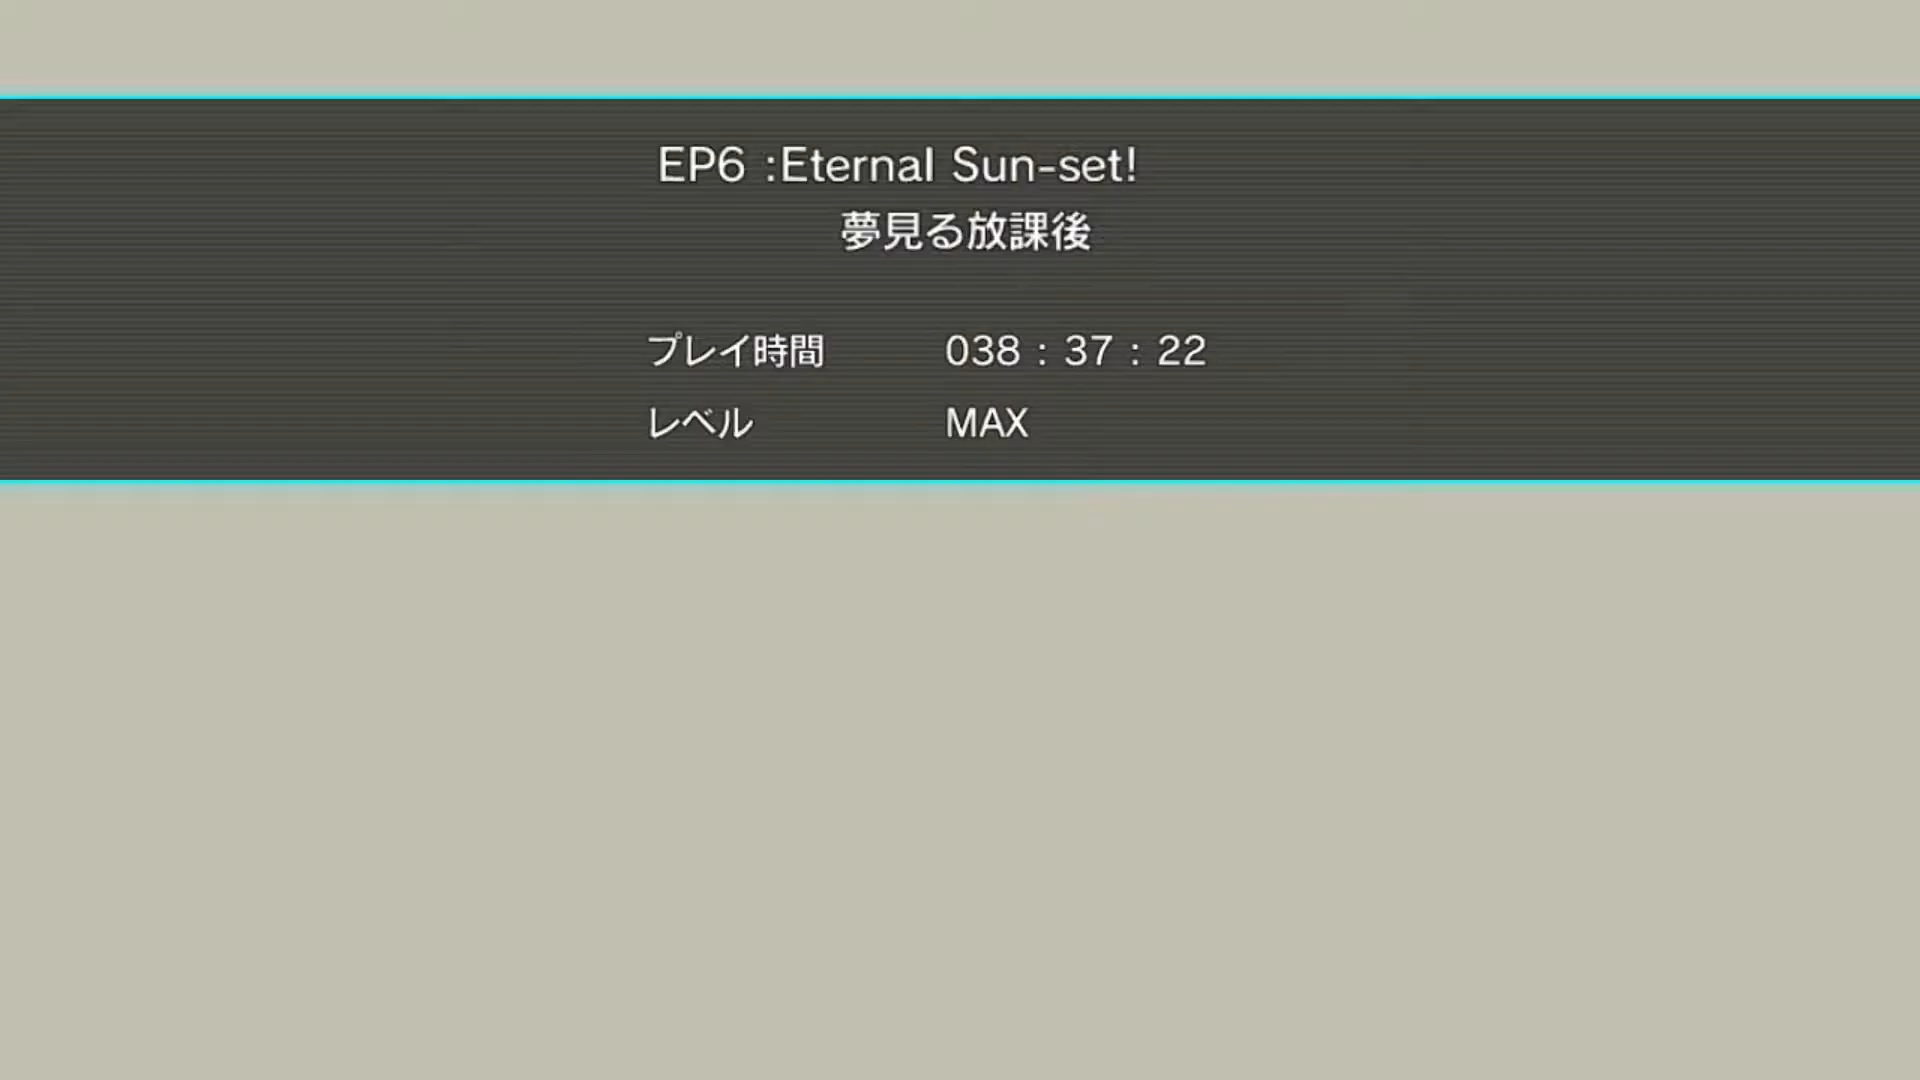 EP6 :Eternal Sun-set!
夢見る放課後
プレイ時間 038 : 37 : 22
レベル MAX